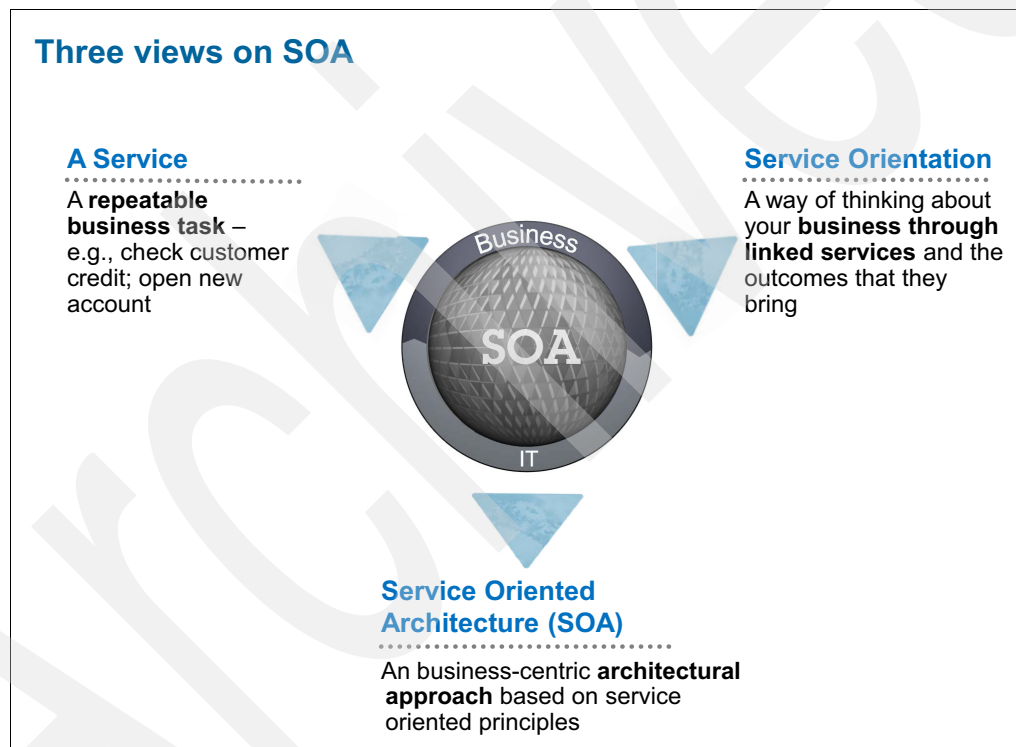 Three views on SOA
A Service
A repeatable
business task –
e.g., check customer
credit; open new
account
Service Orientation
A way of thinking about
your business through
linked services and the
outcomes that they
bring
Business
SOA
IT
Service Oriented
Architecture (SOA)
An business-centric architectural
approach based on service
oriented principles